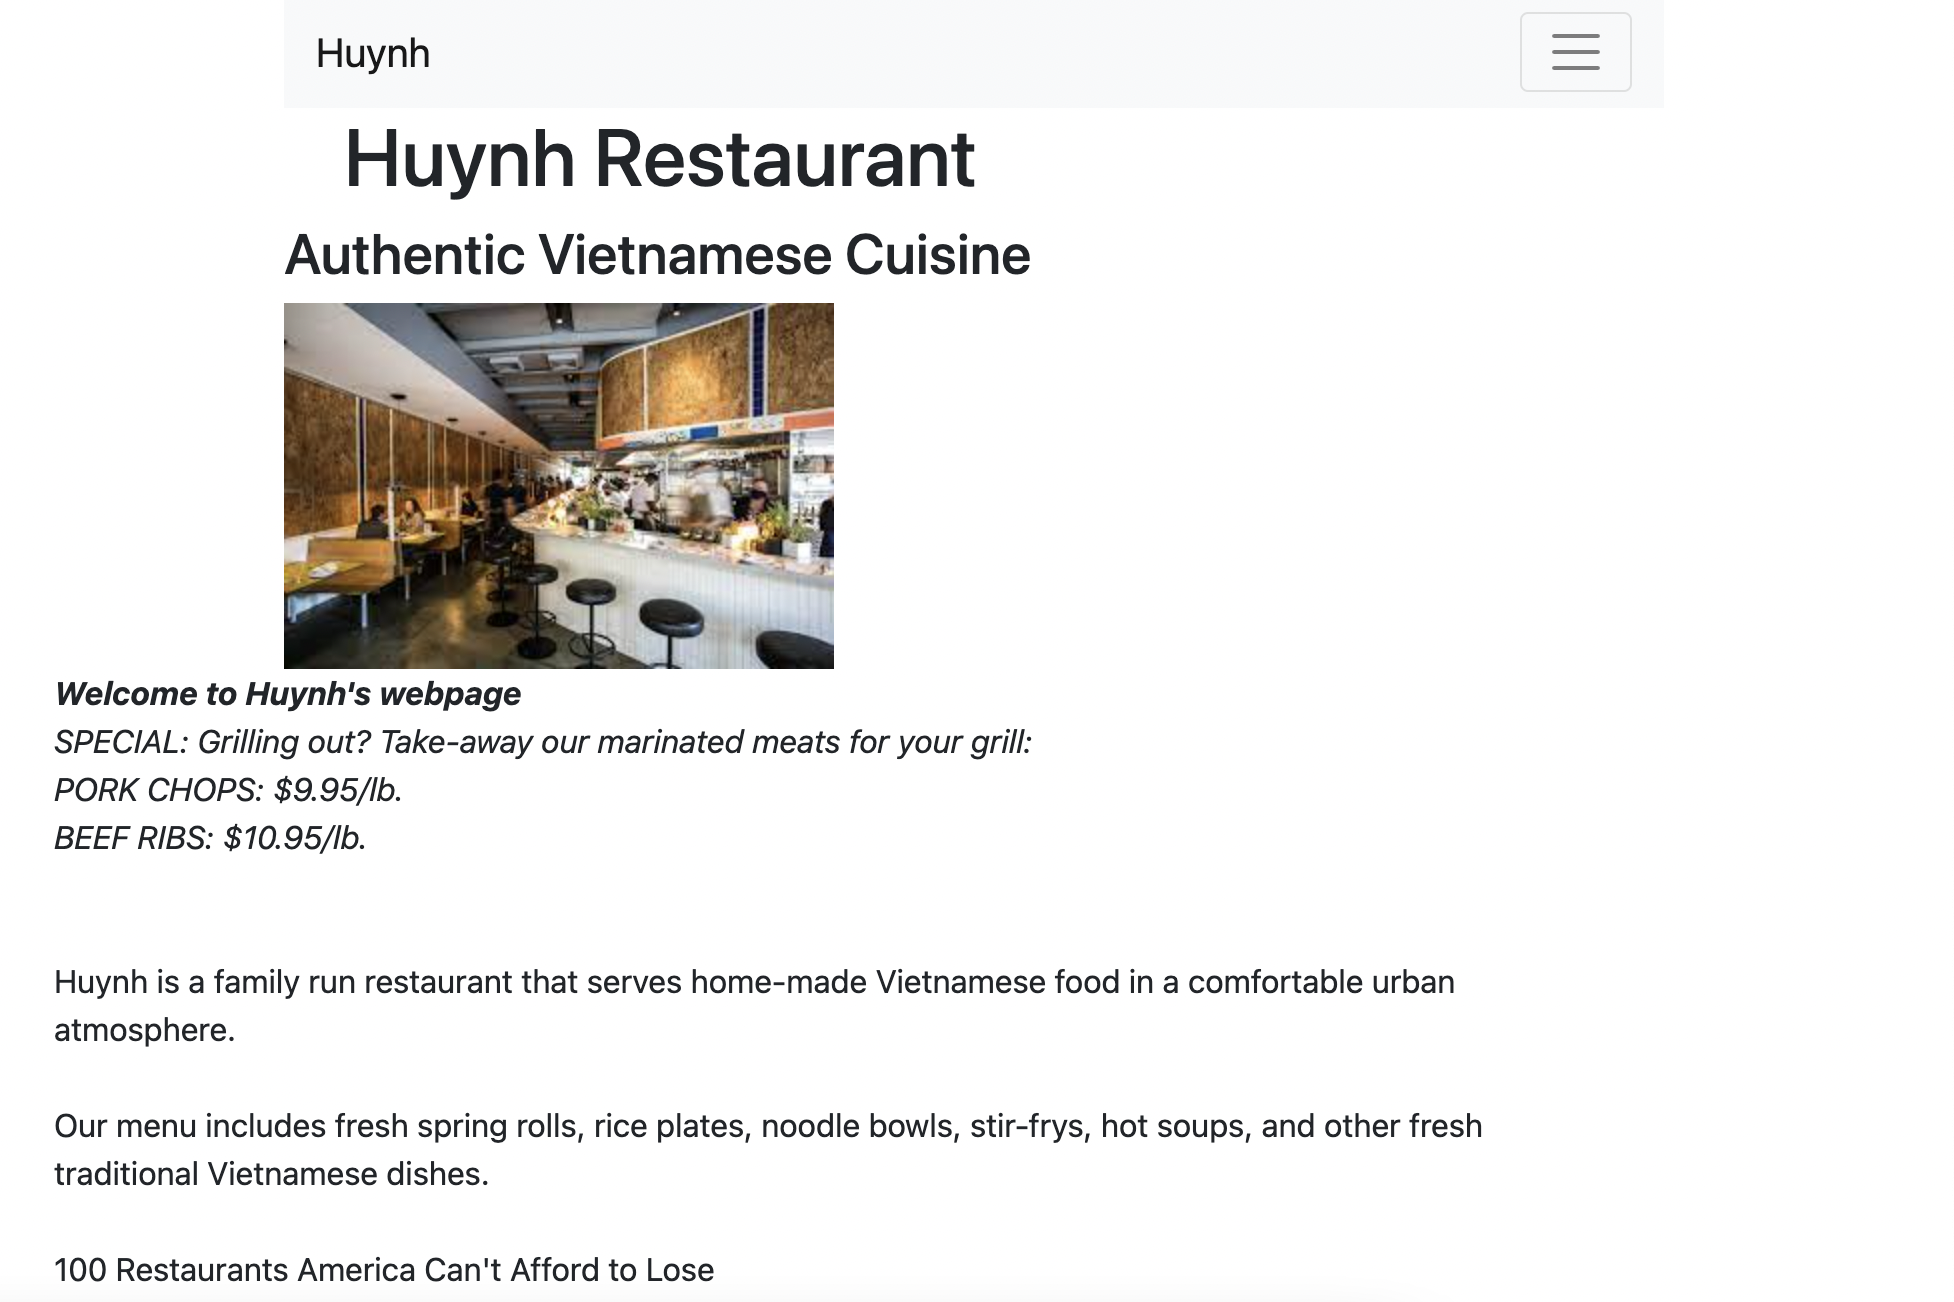 Huynh
Huynh Restaurant
Authentic Vietnamese Cuisine
Welcome to Huynh's webpage
SPECIAL: Grilling out? Take-away our marinated meats for your grill:
PORK CHOPS: $9.95/lb.
BEEF RIBS: $10.95/lb.
Huynh is a family run restaurant that serves home-made Vietnamese food in a comfortable urban
atmosphere.
Our menu includes fresh spring rolls, rice plates, noodle bowls, stir-frys, hot soups, and other fresh
traditional Vietnamese dishes.
100 Restaurants America Can't Afford to Lose